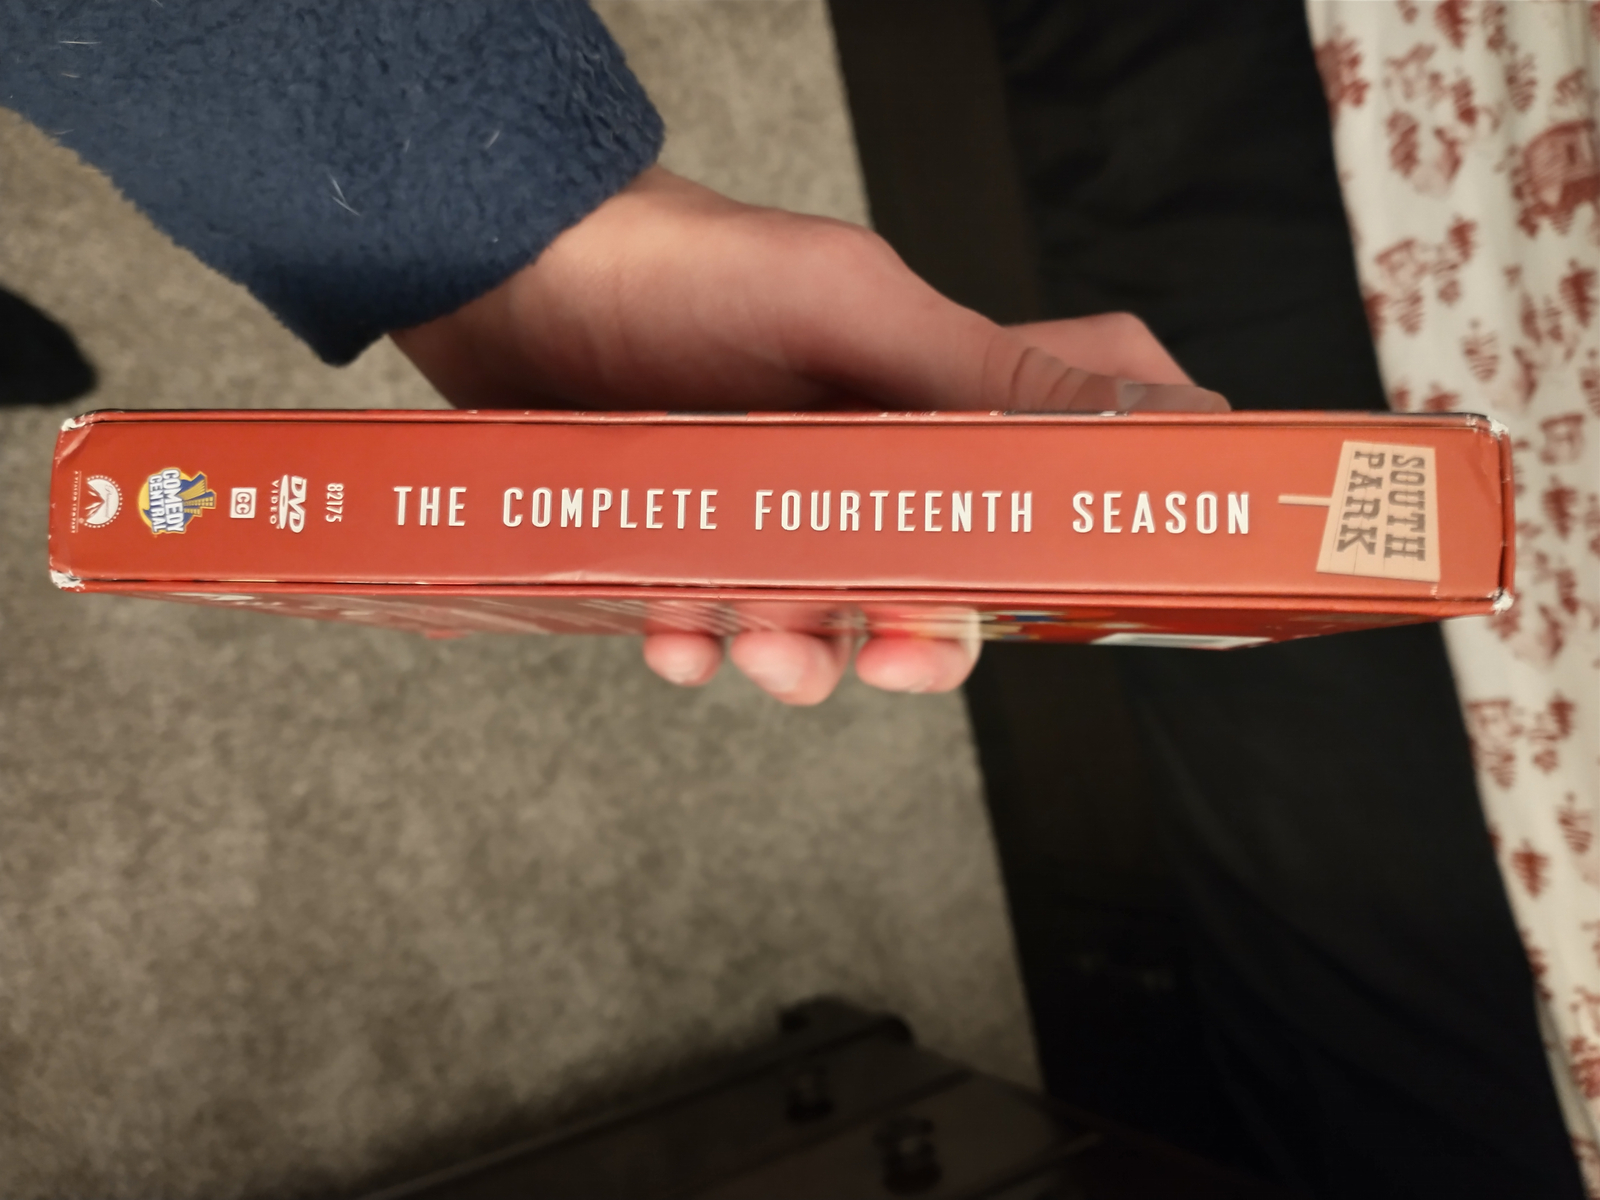 SOUTH
PARK
THE COMPLETE FOURTEENTH SEASON
82175
DVD
VIDEO
CC
COMEDY
CENTRAL